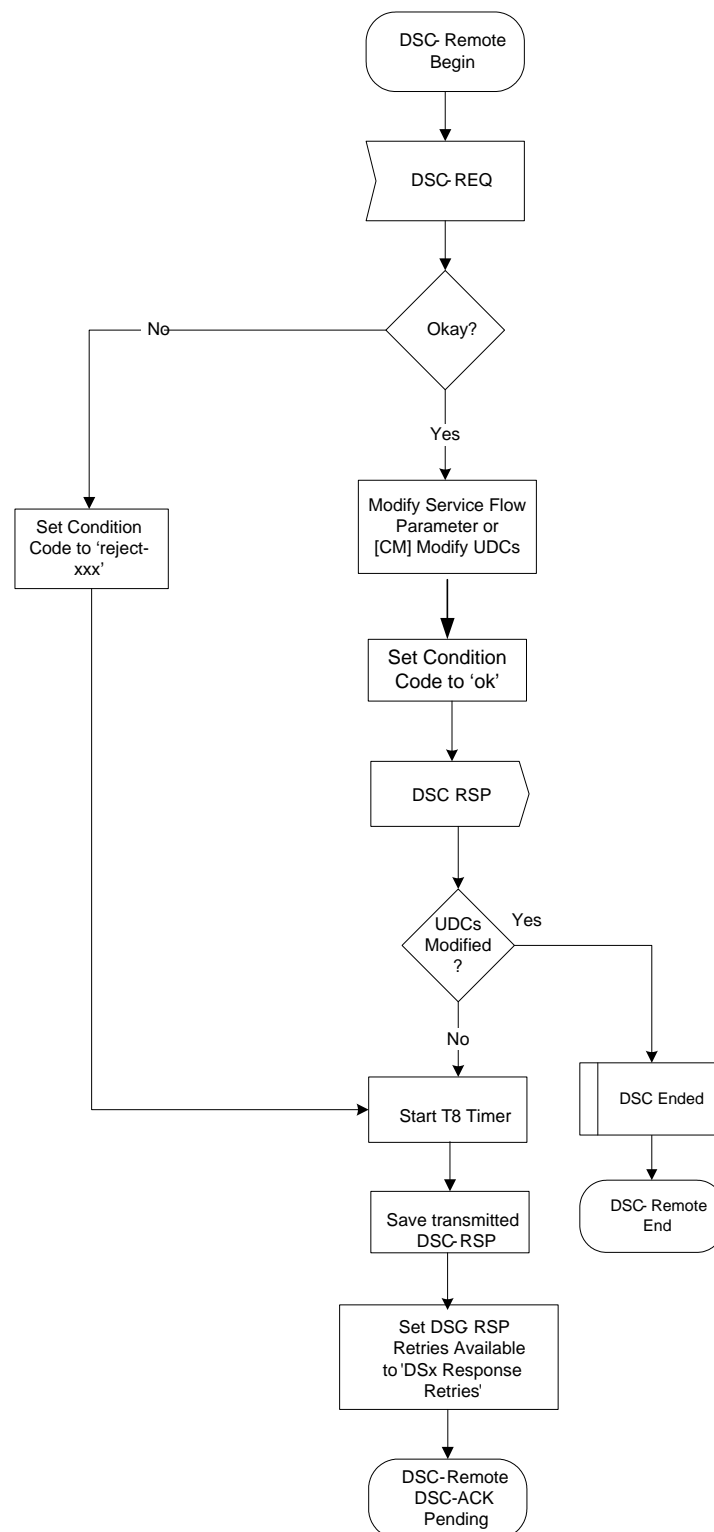 DSC- Remote
Begin
DSC-REQ
Okay?
No
Yes
Modify Service Flow
Parameter or
[CM] Modify UDCs
Set Condition
Code to ‘reject-
xxx’
Set Condition
Code to ‘ok’
DSC RSP
UDCs
Modified
?
Yes
No
DSC Ended
Start T8 Timer
DSC- Remote
End
Save transmitted
DSC-RSP
Set DSG RSP
Retries Available
to 'DSx Response
Retries'
DSC-Remote
DSC-ACK
Pending